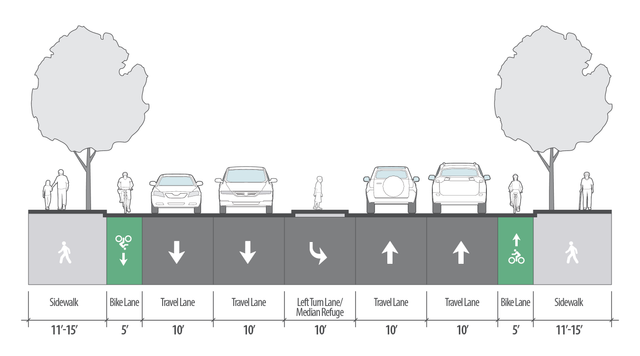 Sidewalk
Bike Lane
Travel Lane
Travel Lane
Left Turn Lane/
Median Refuge
Travel Lane
Travel Lane
Bike Lane
Sidewalk
11'-15'
5'
10'
10'
10'
10'
10'
5'
11'-15'